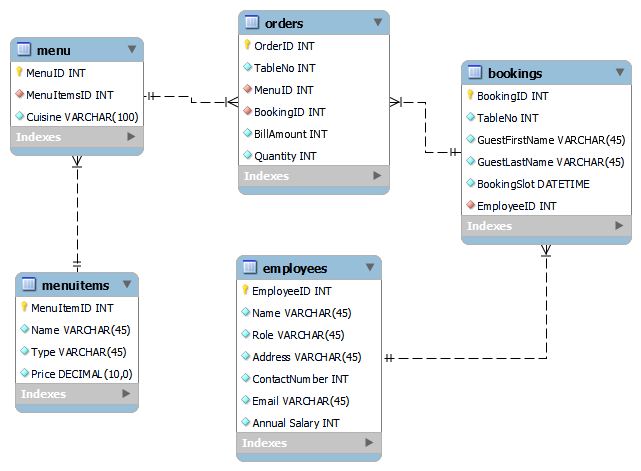 menu
MenuID INT
MenuItemsID INT
Cuisine VARCHAR(100)
Indexes
orders
OrderID INT
TableNo INT
MenuID INT
BookingID INT
BillAmount INT
Quantity INT
Indexes
bookings
BookingID INT
TableNo INT
GuestFirstName VARCHAR(45)
GuestLastName VARCHAR(45)
BookingSlot DATETIME
EmployeeID INT
Indexes
menuitems
MenuItemID INT
Name VARCHAR(45)
Type VARCHAR(45)
Price DECIMAL(10,0)
Indexes
employees
EmployeeID INT
Name VARCHAR(45)
Role VARCHAR(45)
Address VARCHAR(45)
ContactNumber INT
Email VARCHAR(45)
Annual Salary INT
Indexes